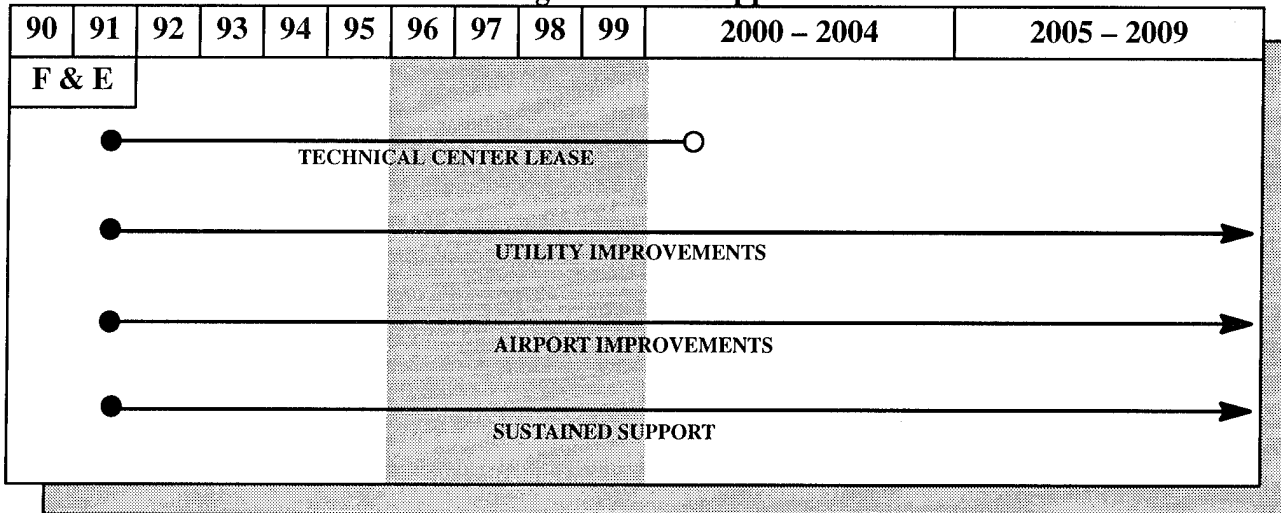 90 91 92 93 94 95 96 97 98 99 2000 – 2004 2005 – 2009
F & E
TECHNICAL CENTER LEASE
UTILITY IMPROVEMENTS
AIRPORT IMPROVEMENTS
SUSTAINED SUPPORT